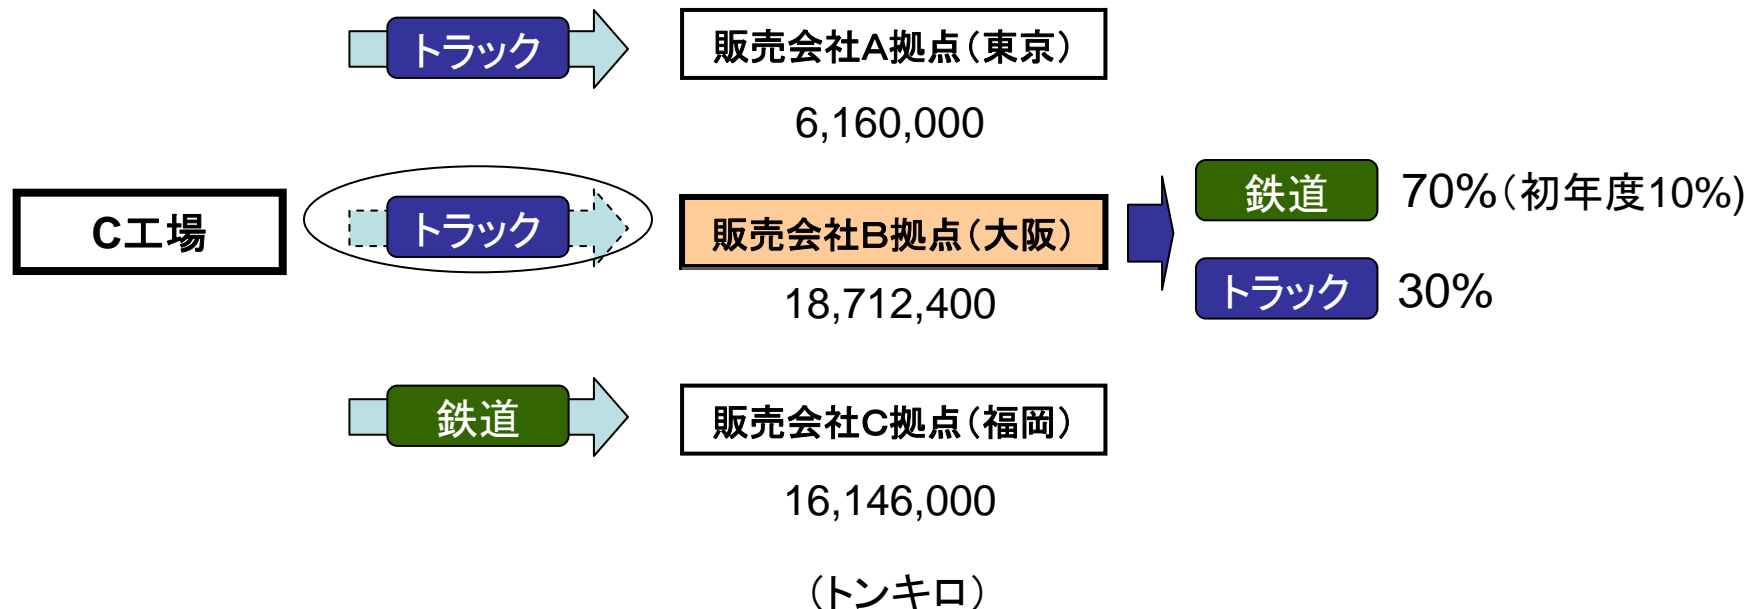 トラック
販売会社A拠点（東京）
6,160,000
C工場
トラック
販売会社B拠点（大阪）
18,712,400
鉄道
70%（初年度10%）
トラック
30%
鉄道
販売会社C拠点（福岡）
16,146,000
（トンキロ）